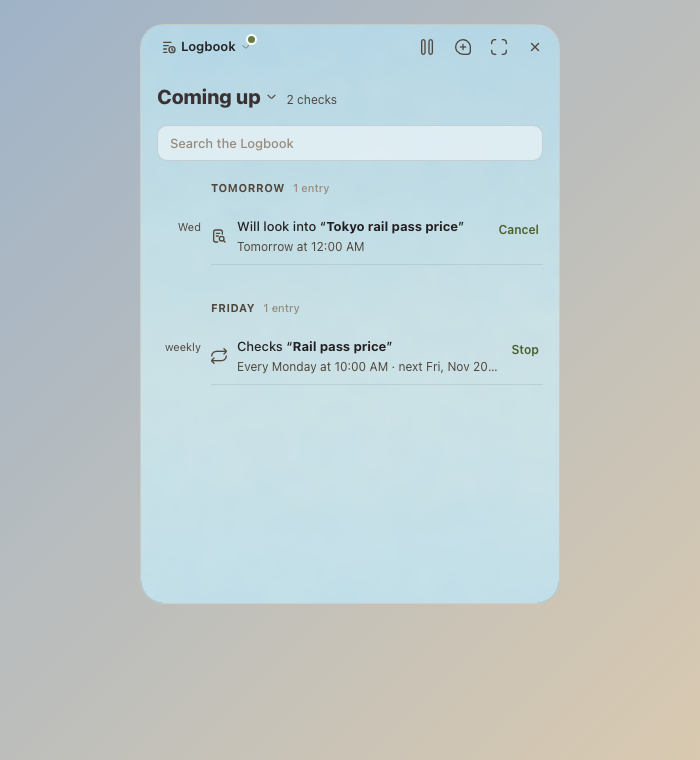 Logbook
Coming up 2 checks
Search the Logbook
TOMORROW 1 entry
Wed
Will look into “Tokyo rail pass price”
Cancel
Tomorrow at 12:00 AM
FRIDAY 1 entry
weekly
Checks “Rail pass price”
Stop
Every Monday at 10:00 AM · next Fri, Nov 20...